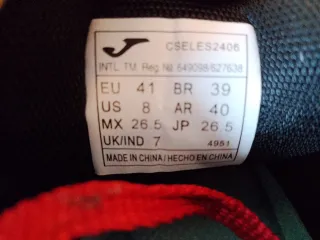 CSELES2406
INTL. TM. Reg. Nº 649098/827638
EU 41 BR 39
US 8 AR 40
MX 26.5 JP 26.5
UK/IND 7 4951
MADE IN CHINA/HECHO EN CHINA